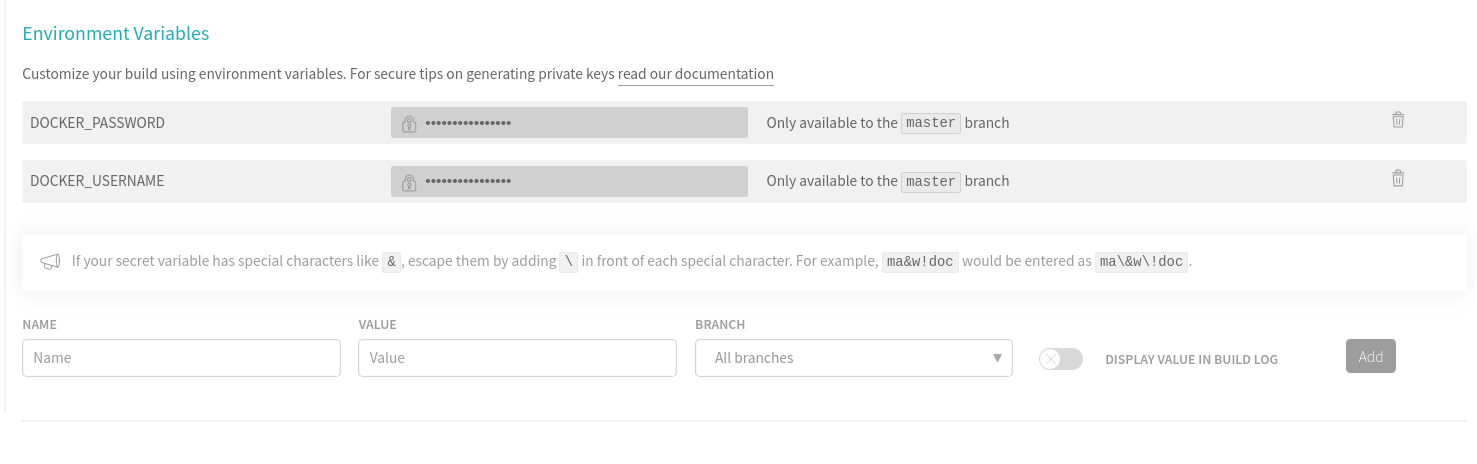 Environment Variables
Customize your build using environment variables. For secure tips on generating private keys read our documentation
DOCKER_PASSWORD •••••••••••••••• Only available to the master branch
DOCKER_USERNAME •••••••••••••••• Only available to the master branch
If your secret variable has special characters like &, escape them by adding \ in front of each special character. For example, ma&w!doc would be entered as ma\&w\!doc.
NAME VALUE BRANCH
Name Value All branches DISPLAY VALUE IN BUILD LOG Add